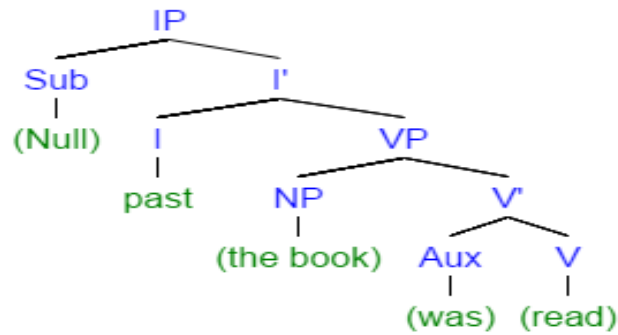 IP
Sub I'
(Null) I VP
past NP V'
(the book) Aux V
(was) (read)